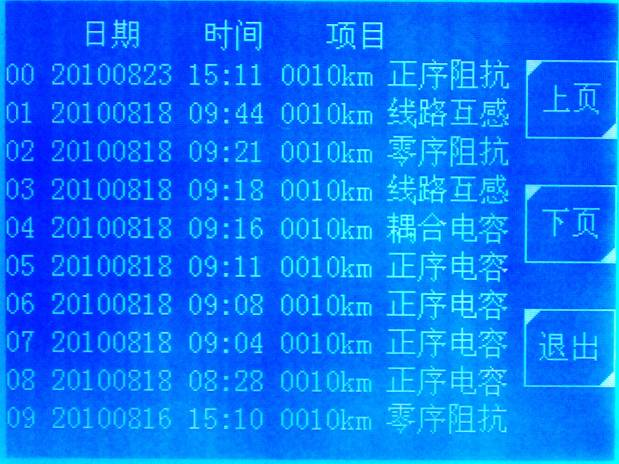 日期 时间 项目
00 20100823 15:11 0010km 正序阻抗
01 20100818 09:44 0010km 线路互感
02 20100818 09:21 0010km 零序阻抗
03 20100818 09:18 0010km 线路互感
04 20100818 09:16 0010km 耦合电容
05 20100818 09:11 0010km 正序电容
06 20100818 09:08 0010km 正序电容
07 20100818 09:04 0010km 正序电容
08 20100818 08:28 0010km 正序电容
09 20100816 15:10 0010km 零序阻抗
上页
下页
退出